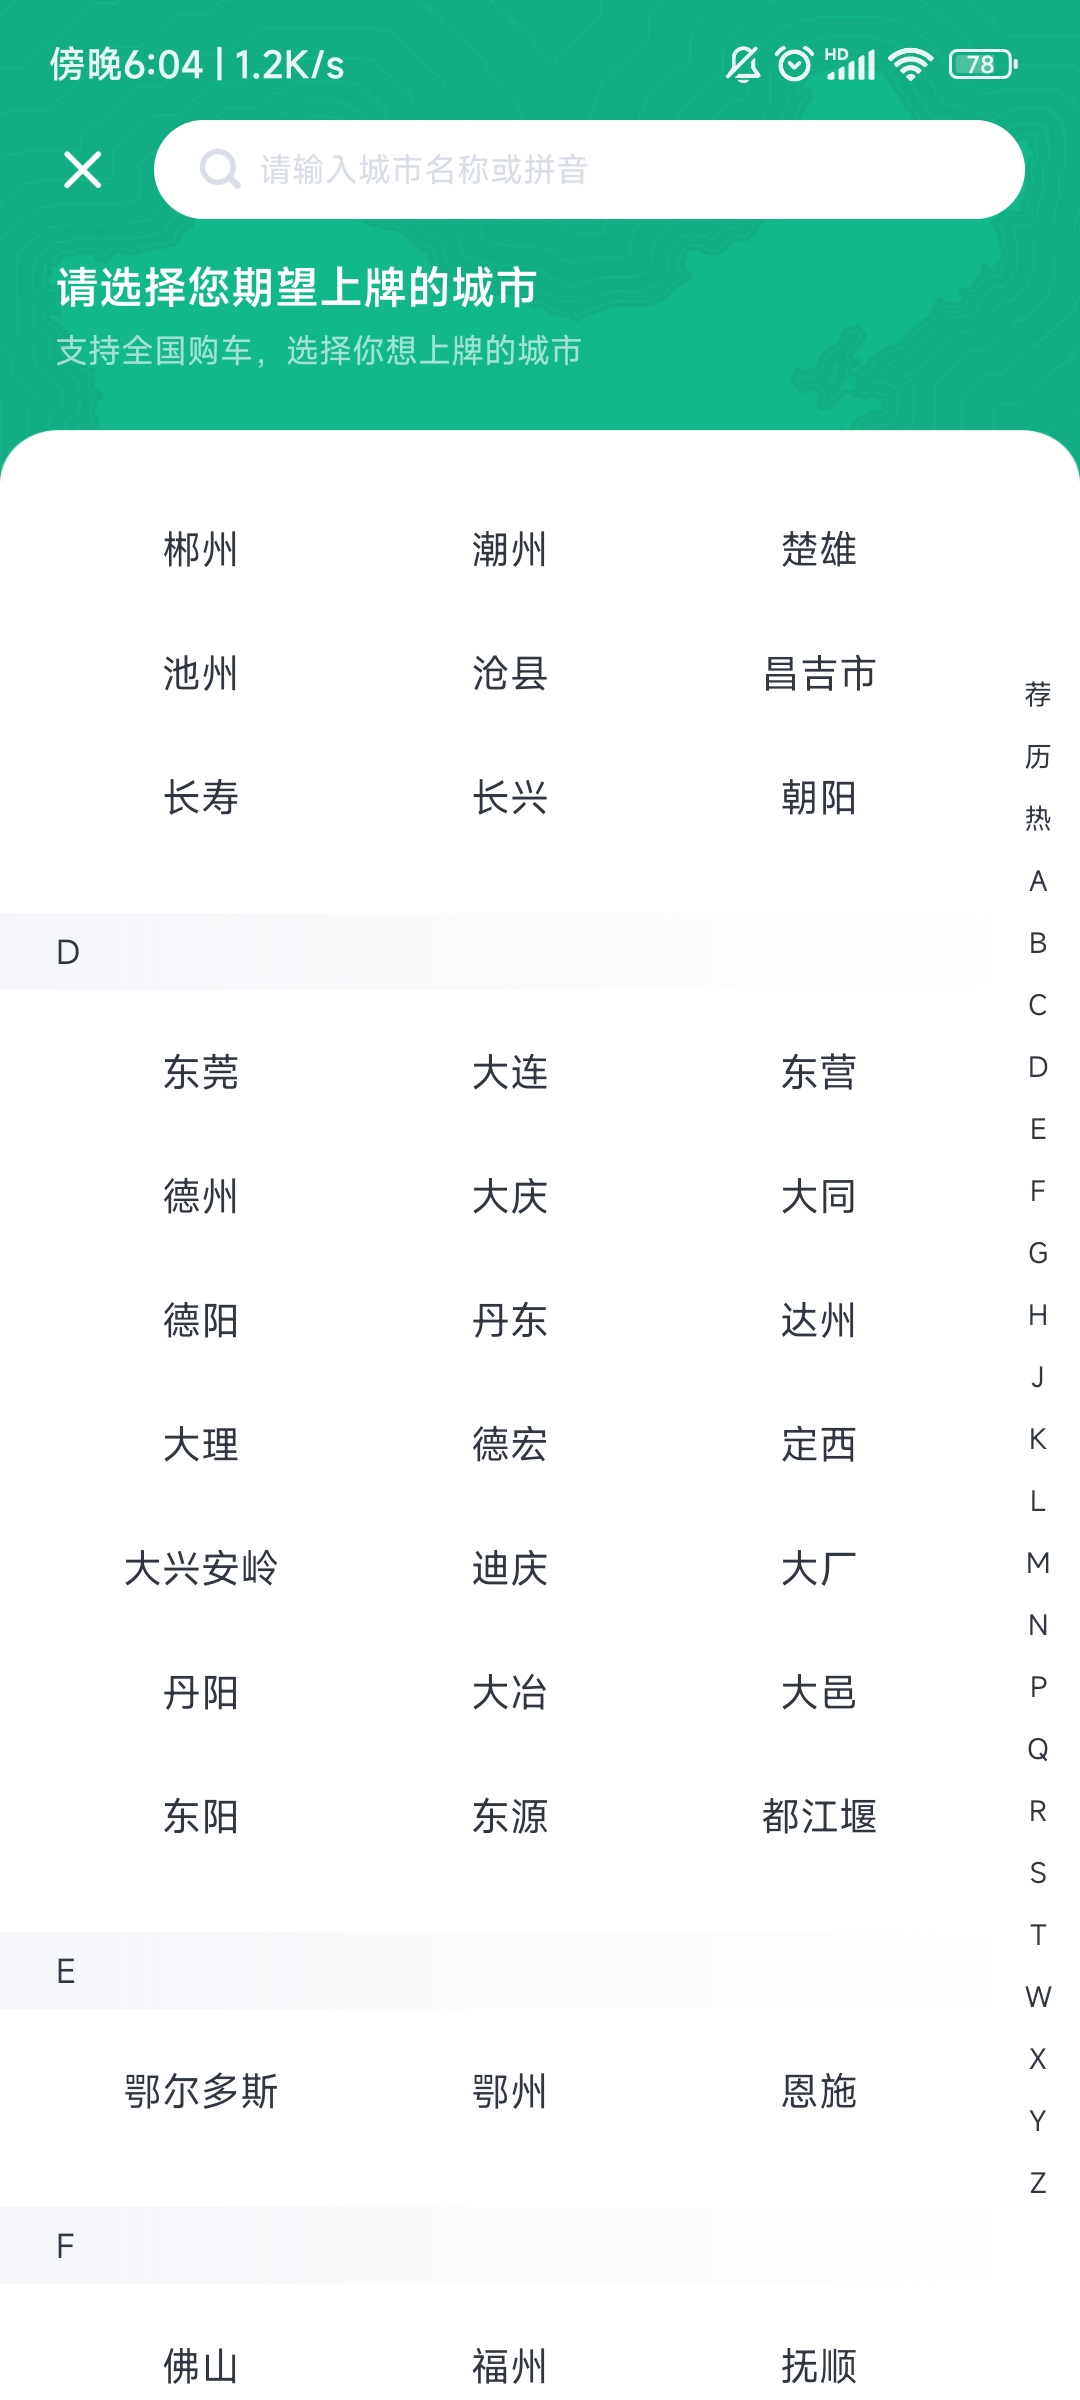 傍晚6:04 | 1.2K/s HD 78
请输入城市名称或拼音
请选择您期望上牌的城市
支持全国购车，选择你想上牌的城市
郴州 潮州 楚雄
池州 沧县 昌吉市
长寿 长兴 朝阳
D
东莞 大连 东营
德州 大庆 大同
德阳 丹东 达州
大理 德宏 定西
大兴安岭 迪庆 大厂
丹阳 大冶 大邑
东阳 东源 都江堰
E
鄂尔多斯 鄂州 恩施
F
佛山 福州 抚顺
荐
历
热
A
B
C
D
E
F
G
H
J
K
L
M
N
P
Q
R
S
T
W
X
Y
Z